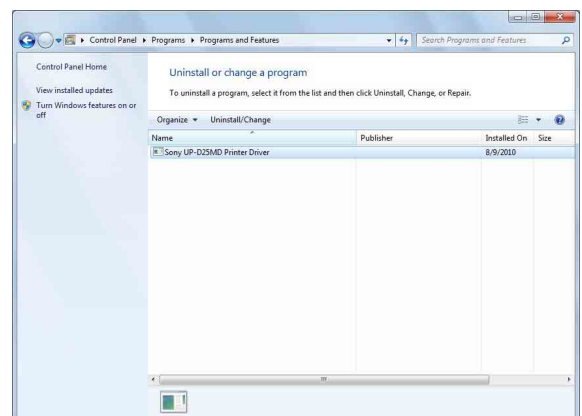 Control Panel ▸ Programs ▸ Programs and Features
Search Programs and Features
Control Panel Home
View installed updates
Turn Windows features on or off
Uninstall or change a program
To uninstall a program, select it from the list and then click Uninstall, Change, or Repair.
Organize Uninstall/Change
Name Publisher Installed On Size
Sony UP-D25MD Printer Driver 8/9/2010